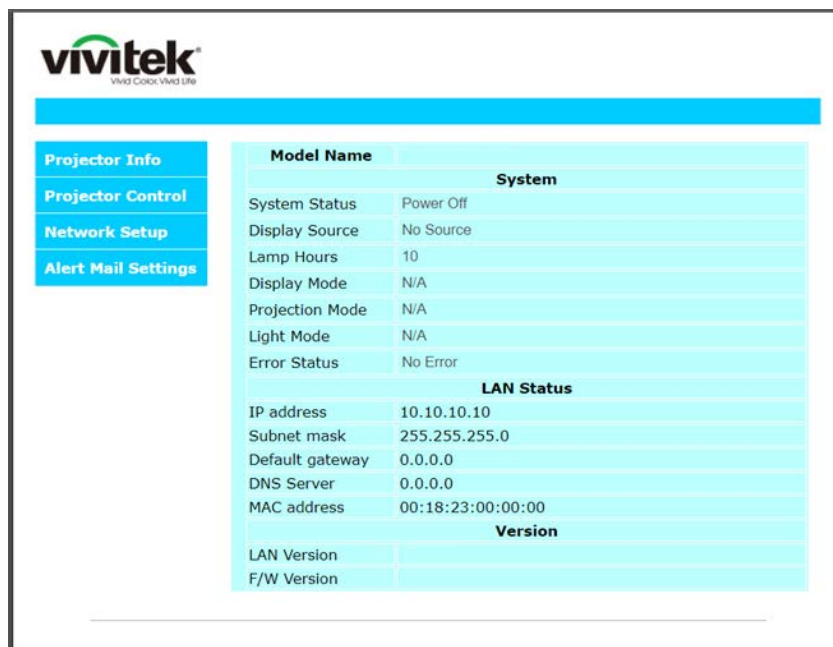 vivitek®
Vivid Color, Vivid Life
Projector Info
Projector Control
Network Setup
Alert Mail Settings
Model Name
System
System Status Power Off
Display Source No Source
Lamp Hours 10
Display Mode N/A
Projection Mode N/A
Light Mode N/A
Error Status No Error
LAN Status
IP address 10.10.10.10
Subnet mask 255.255.255.0
Default gateway 0.0.0.0
DNS Server 0.0.0.0
MAC address 00:18:23:00:00:00
Version
LAN Version
F/W Version